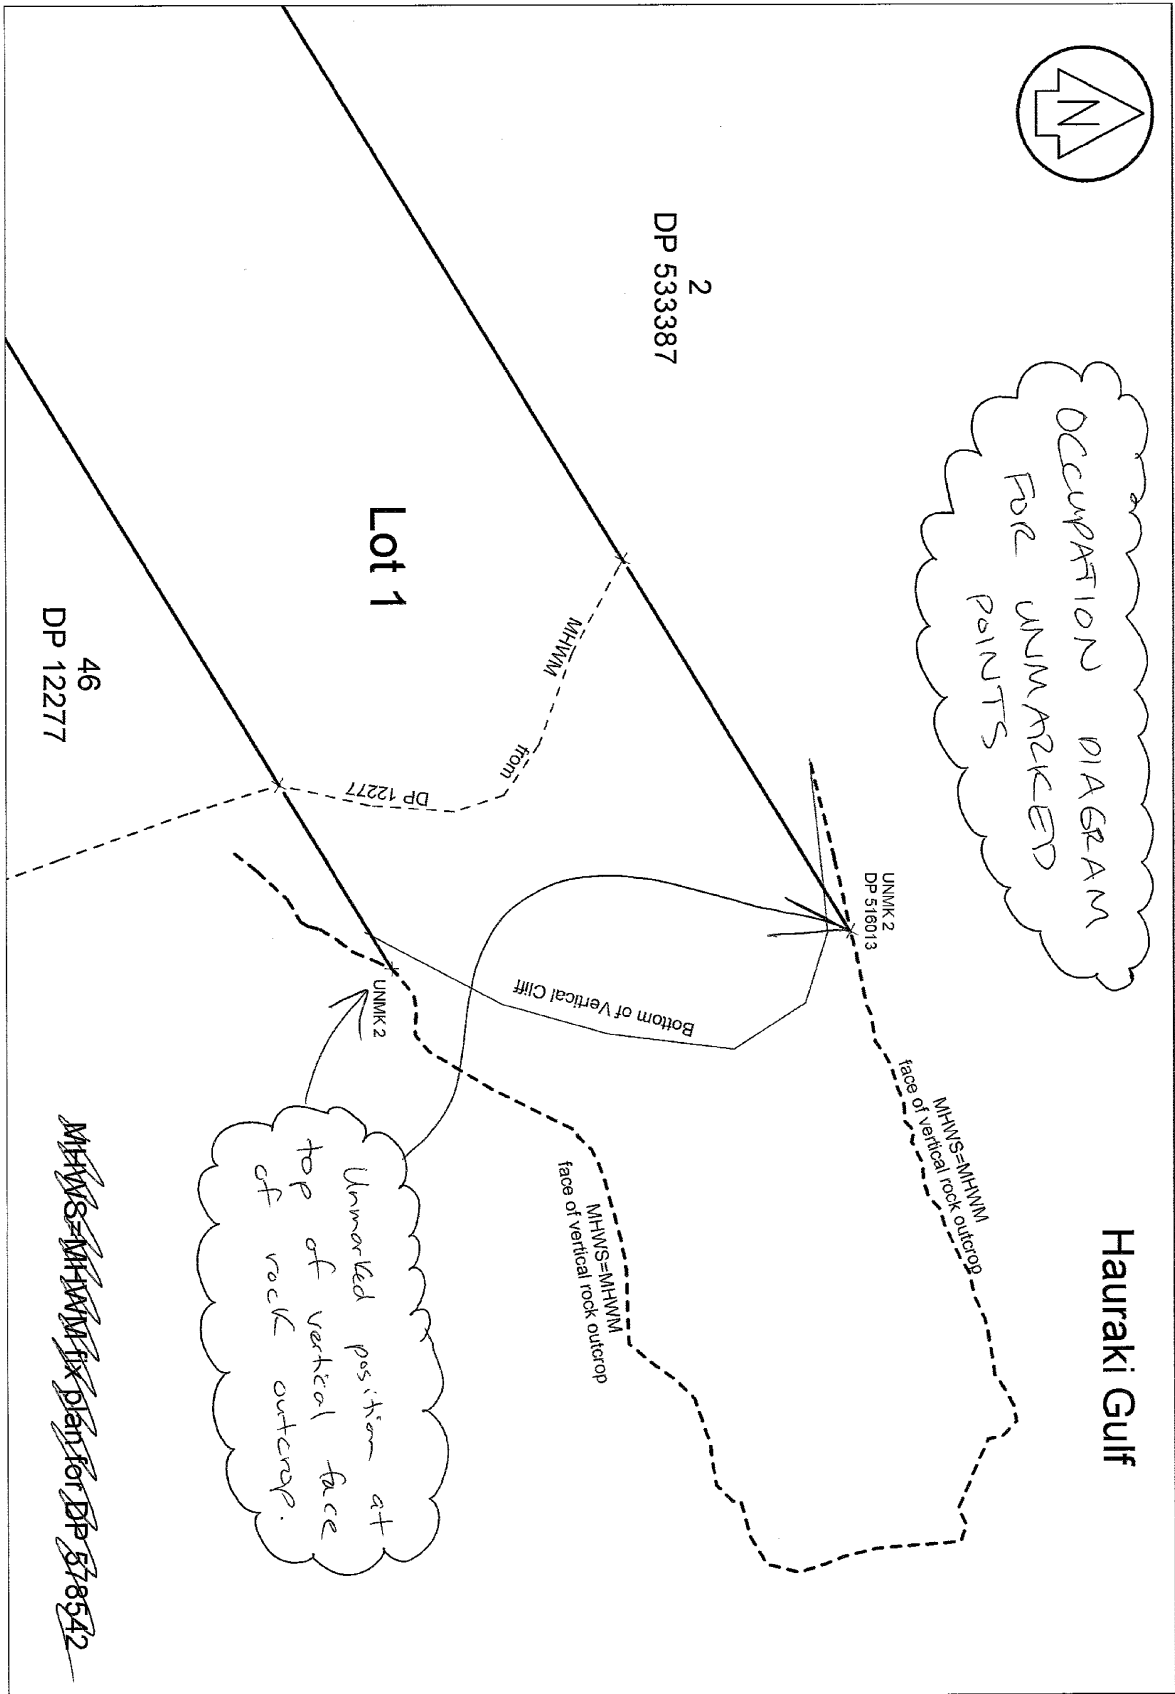 N
OCCUPATION DIAGRAM
FOR UNMARKED
POINTS
Hauraki Gulf
2
DP 533387
UNMK 2
DP 516013
MHWS=MHWM
face of vertical rock outcrop
MHWM
from
DP 12277
Lot 1
Bottom of Vertical Cliff
MHWS=MHWM
face of vertical rock outcrop
UNMK 2
46
DP 12277
Unmarked position at
top of vertical face
of rock outcrop.
MHWS=MHWM fix plan for DP 578542